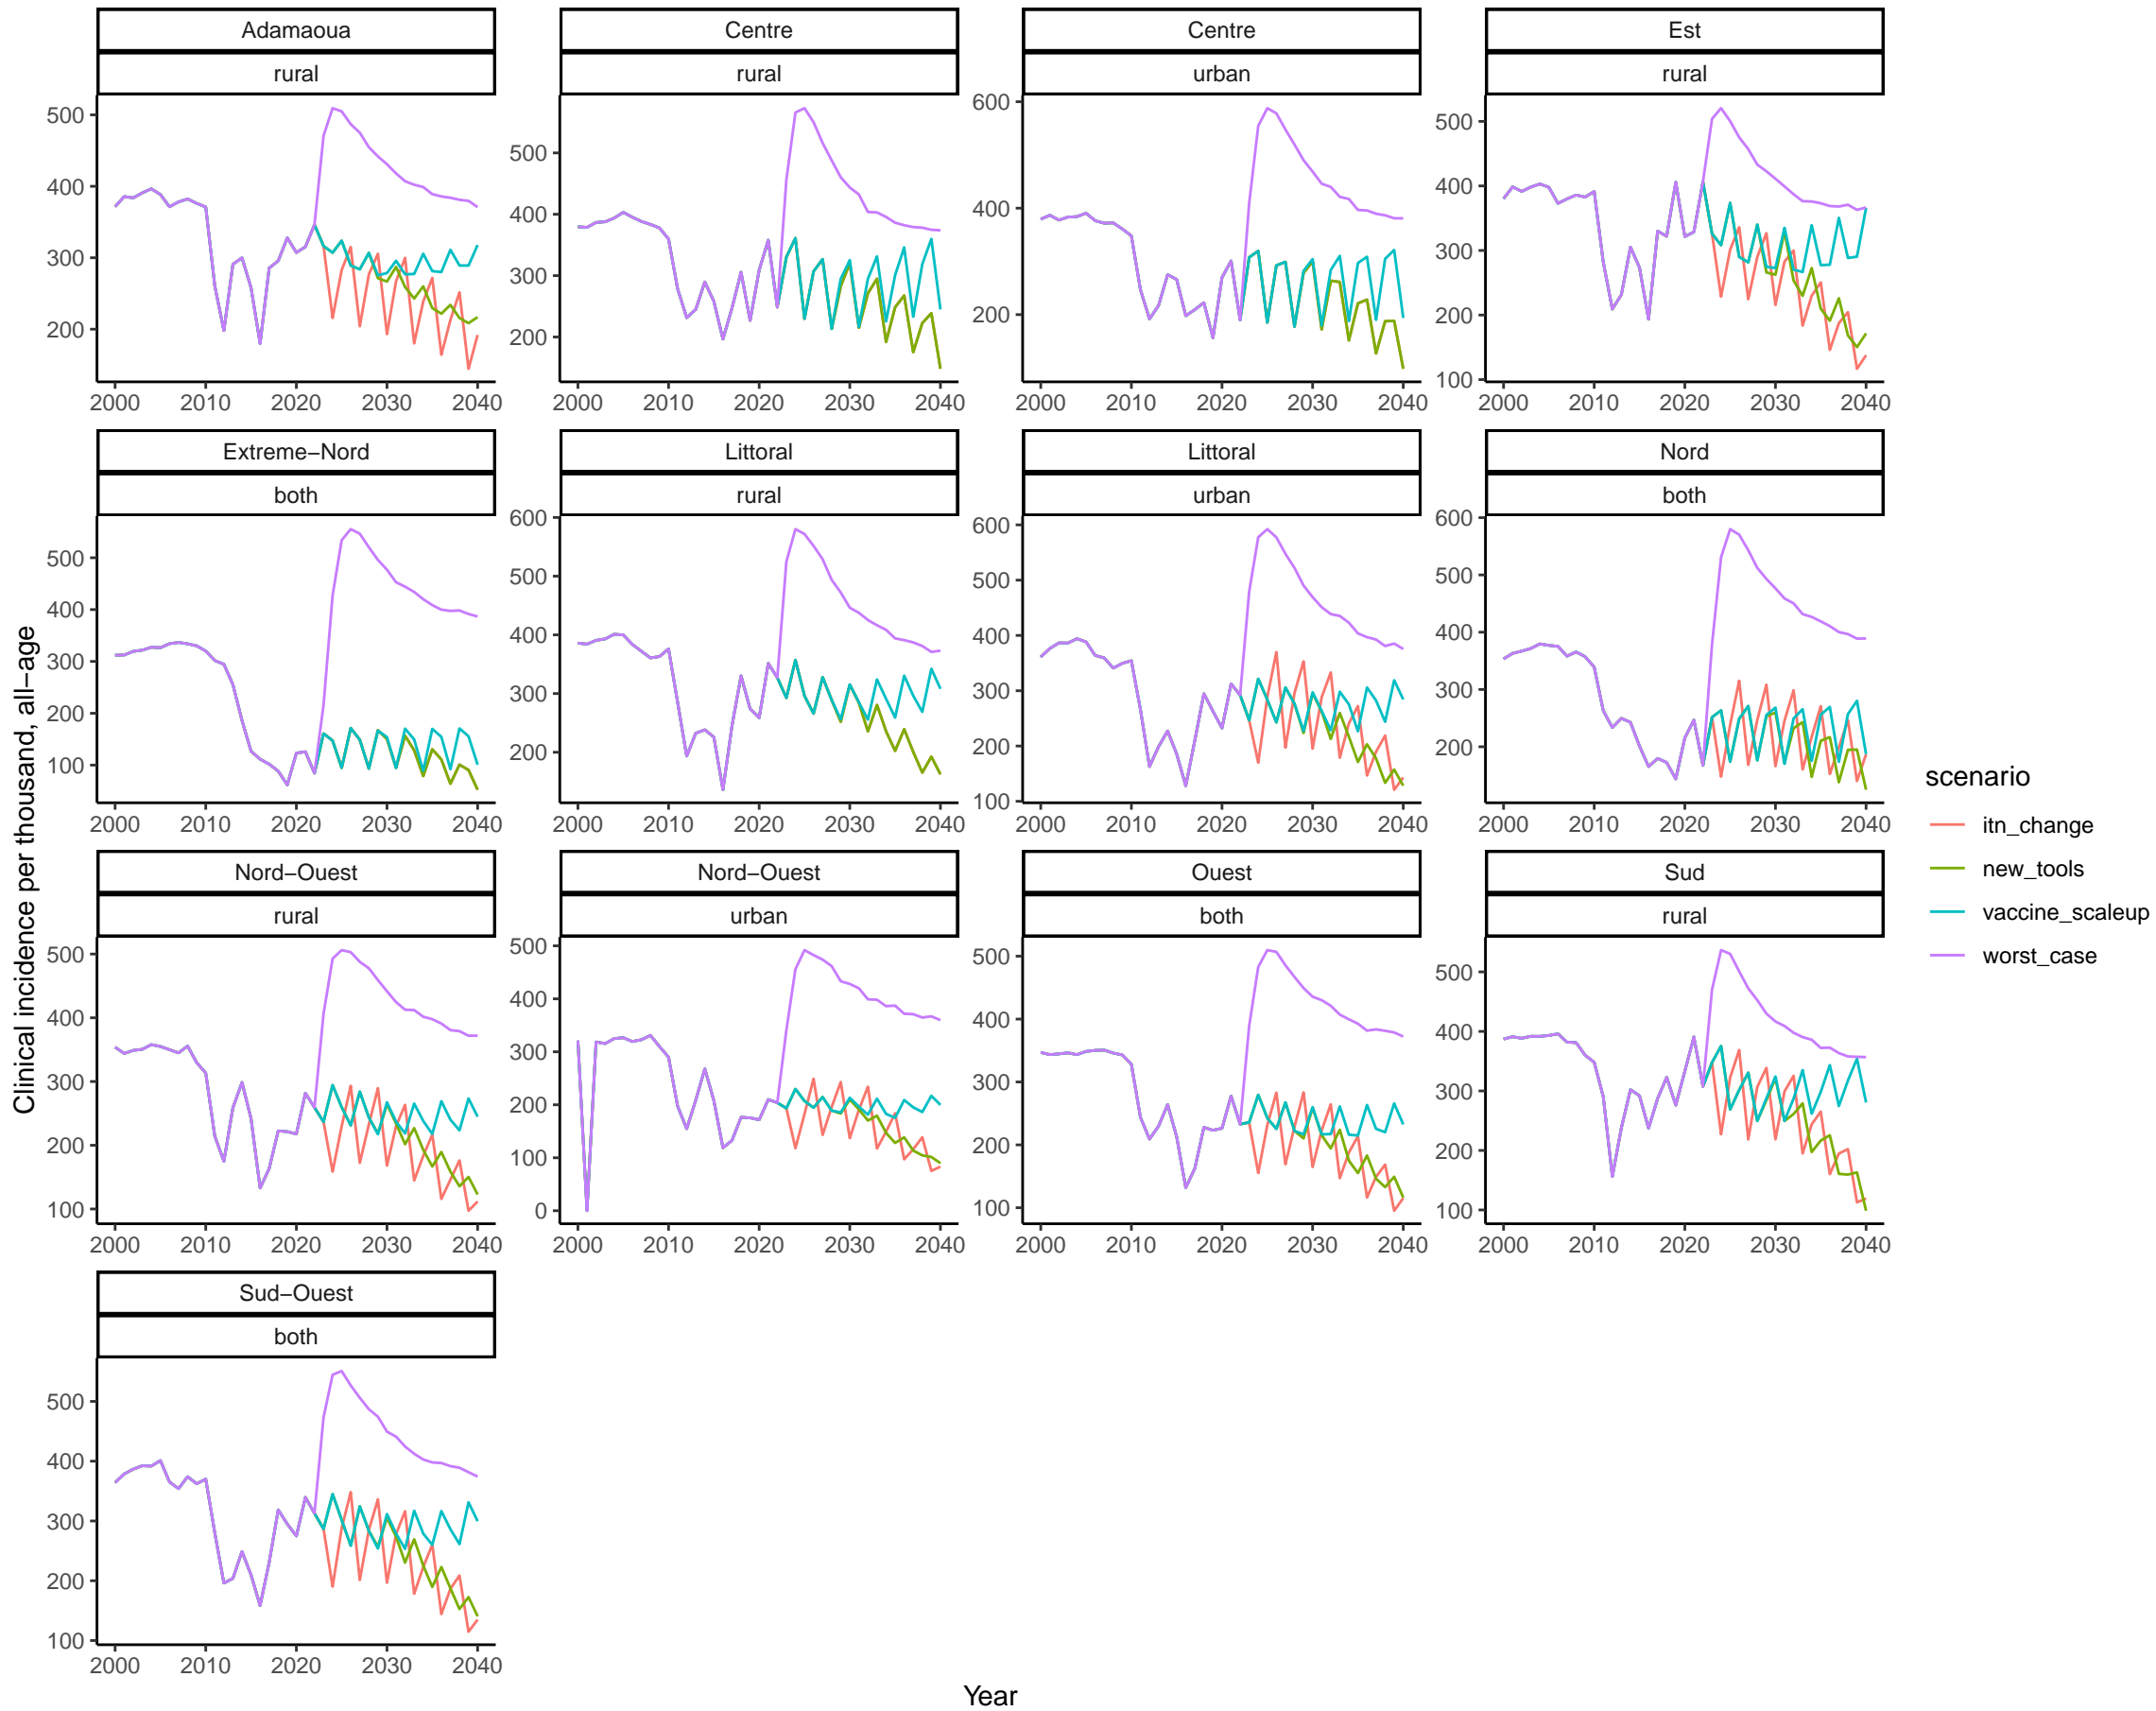 Adamaoua
rural
500
400
300
200
2000 2010 2020 2030 2040
Centre
rural
500
400
300
200
2000 2010 2020 2030 2040
Centre
urban
600
400
200
2000 2010 2020 2030 2040
Est
rural
500
400
300
200
100
2000 2010 2020 2030 2040
Extreme−Nord
both
500
400
300
200
100
2000 2010 2020 2030 2040
Littoral
rural
600
500
400
300
200
2000 2010 2020 2030 2040
Littoral
urban
600
500
400
300
200
100
2000 2010 2020 2030 2040
Nord
both
600
500
400
300
200
2000 2010 2020 2030 2040
Nord−Ouest
rural
500
400
300
200
100
2000 2010 2020 2030 2040
Nord−Ouest
urban
500
400
300
200
100
0
2000 2010 2020 2030 2040
Ouest
both
500
400
300
200
100
2000 2010 2020 2030 2040
Sud
rural
500
400
300
200
100
2000 2010 2020 2030 2040
Sud−Ouest
both
500
400
300
200
100
2000 2010 2020 2030 2040
Clinical incidence per thousand, all−age
Year
scenario
itn_change
new_tools
vaccine_scaleup
worst_case